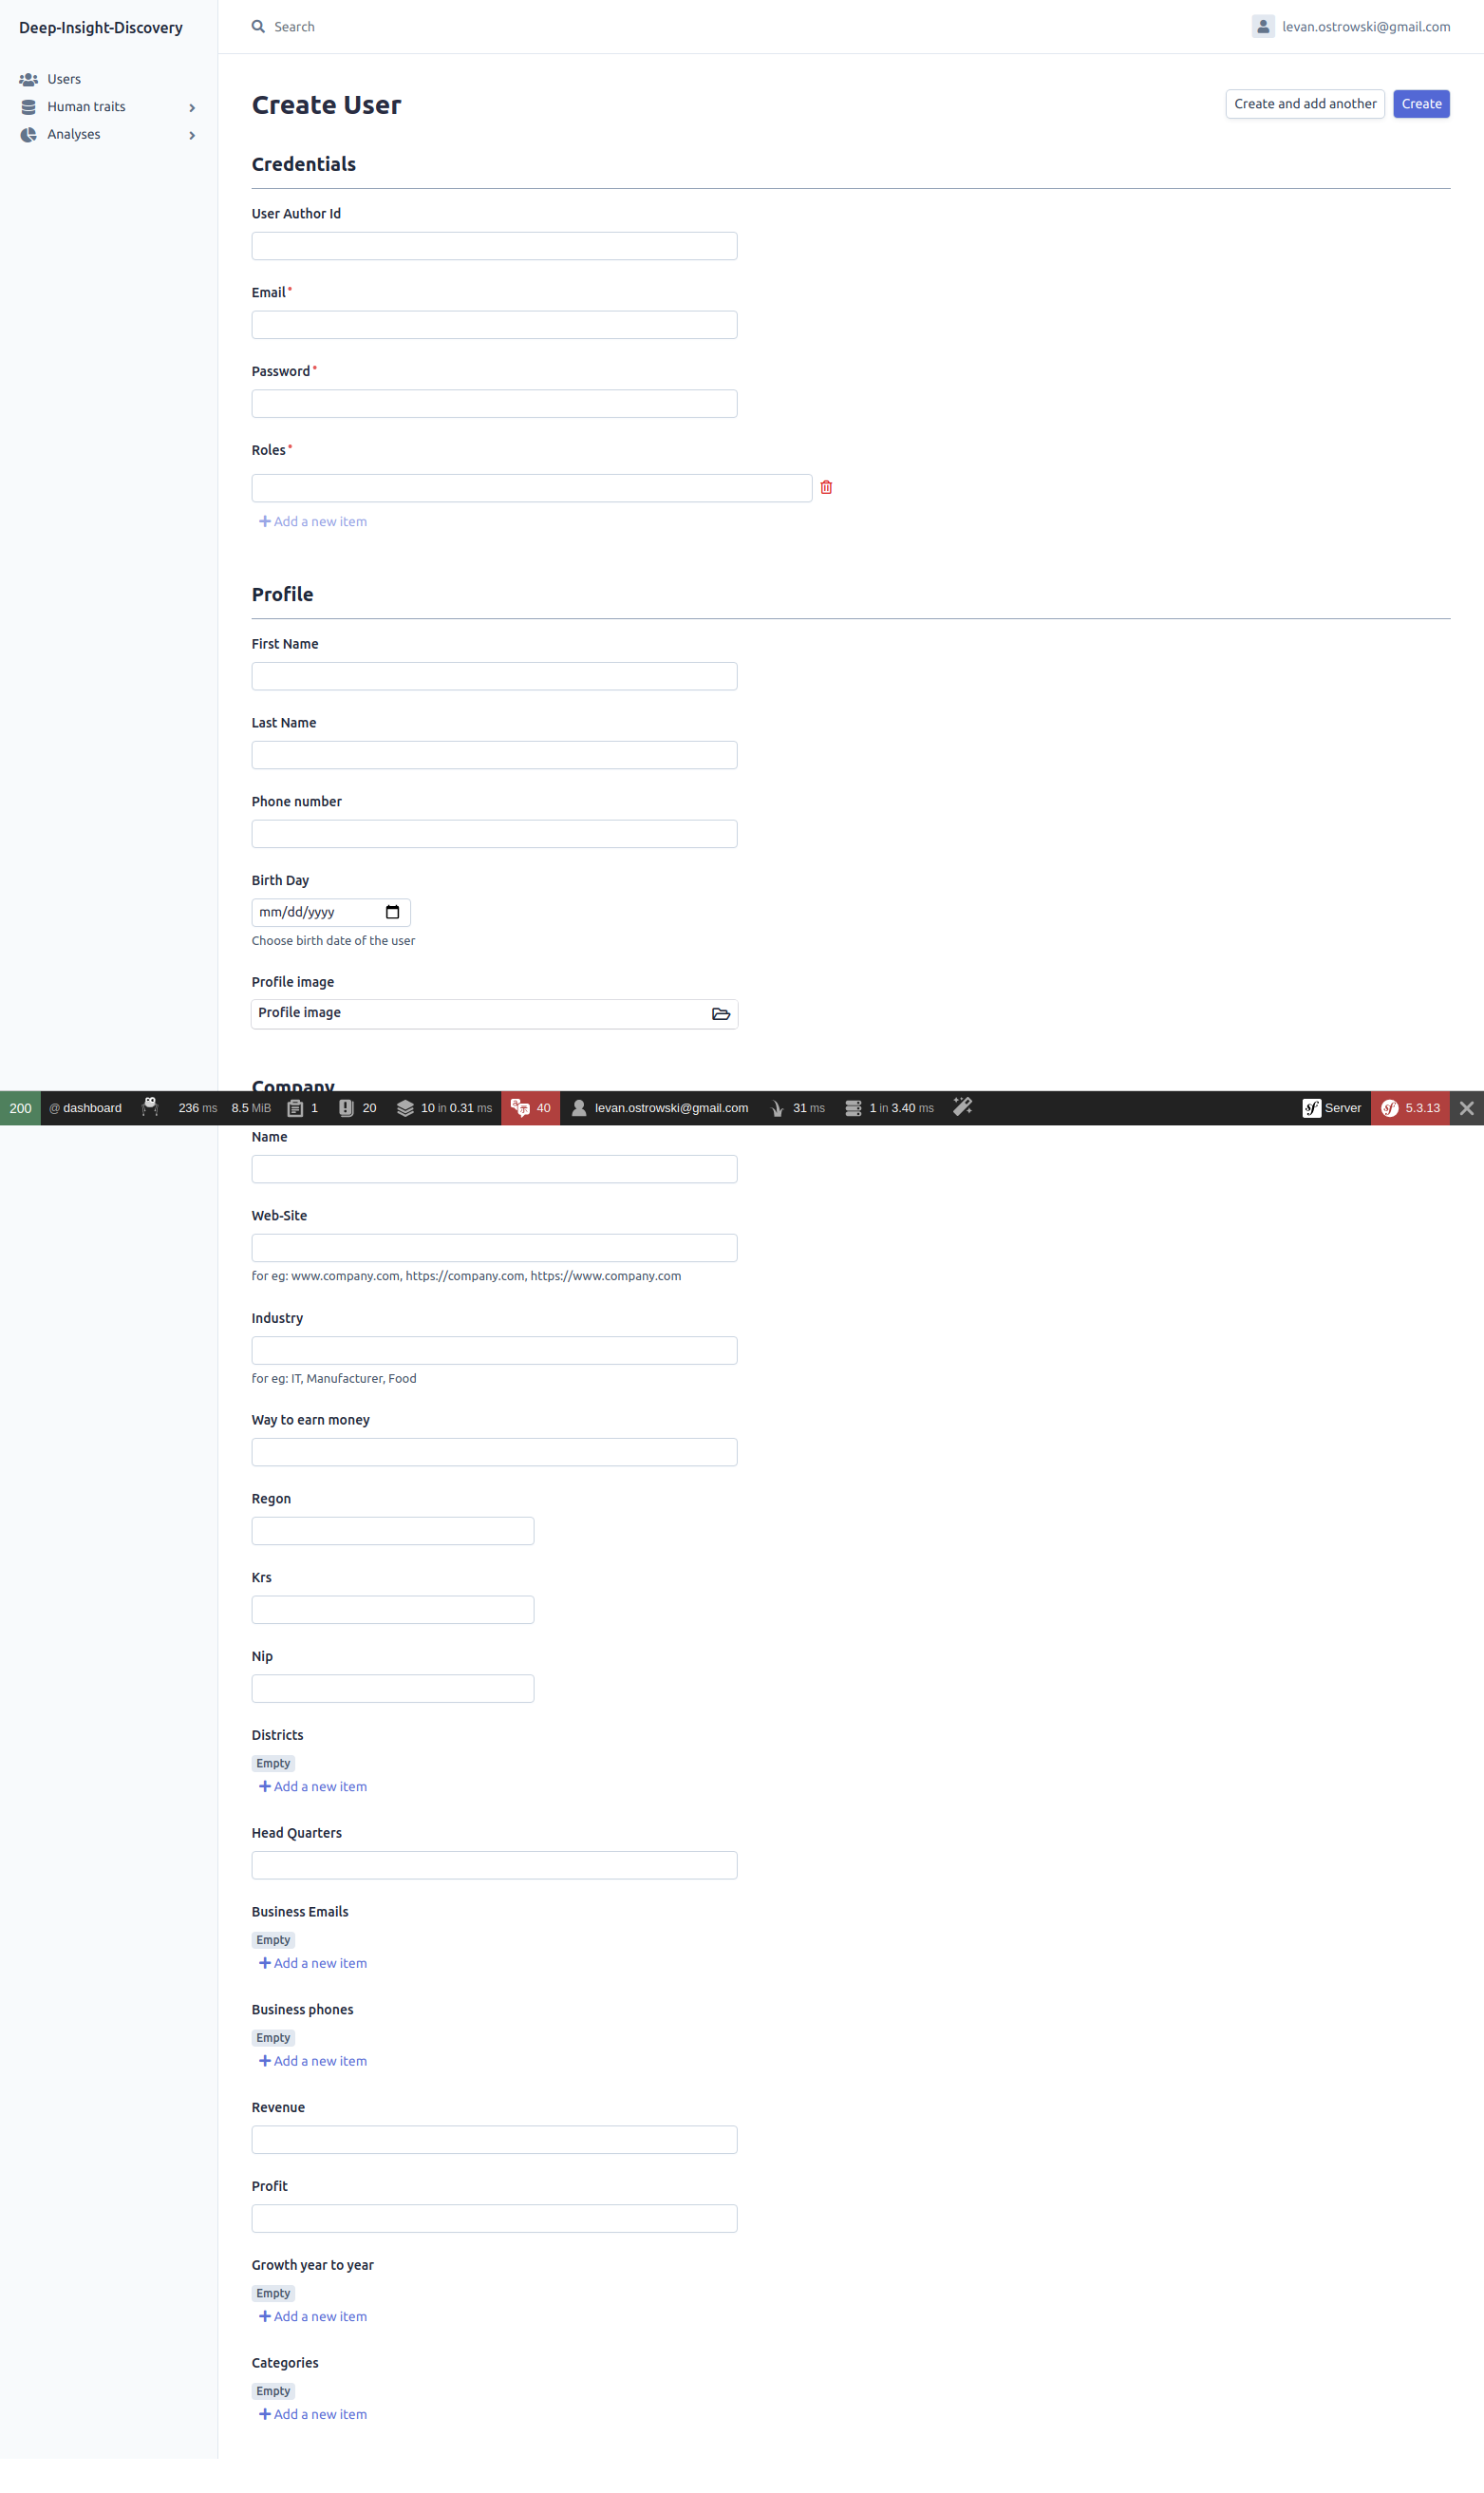 Deep-Insight-Discovery
Users
Human traits
Analyses
Search
levan.ostrowski@gmail.com
Create User
Create and add another
Create
Credentials
User Author Id
Email*
Password*
Roles*
Add a new item
Profile
First Name
Last Name
Phone number
Birth Day
mm/dd/yyyy
Choose birth date of the user
Profile image
Profile image
Company
200 @ dashboard 236 ms 8.5 MiB 1 20 10 in 0.31 ms 40 levan.ostrowski@gmail.com 31 ms 1 in 3.40 ms sf Server sf 5.3.13
Name
Web-Site
for eg: www.company.com, https://company.com, https://www.company.com
Industry
for eg: IT, Manufacturer, Food
Way to earn money
Regon
Krs
Nip
Districts
Empty
Add a new item
Head Quarters
Business Emails
Empty
Add a new item
Business phones
Empty
Add a new item
Revenue
Profit
Growth year to year
Empty
Add a new item
Categories
Empty
Add a new item